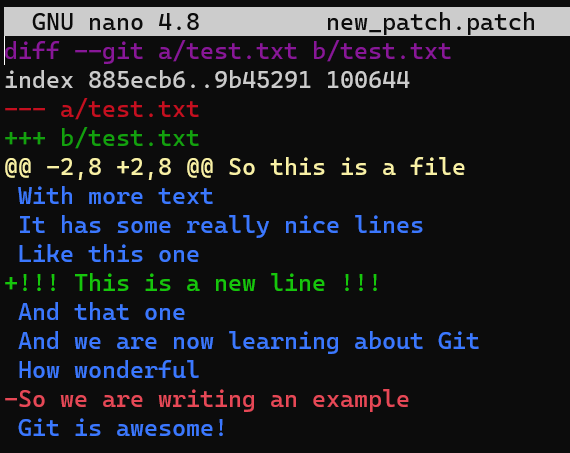 GNU nano 4.8 new_patch.patch
diff --git a/test.txt b/test.txt
index 885ecb6..9b45291 100644
--- a/test.txt
+++ b/test.txt
@@ -2,8 +2,8 @@ So this is a file
 With more text
 It has some really nice lines
 Like this one
+!!! This is a new line !!!
 And that one
 And we are now learning about Git
 How wonderful
-So we are writing an example
 Git is awesome!